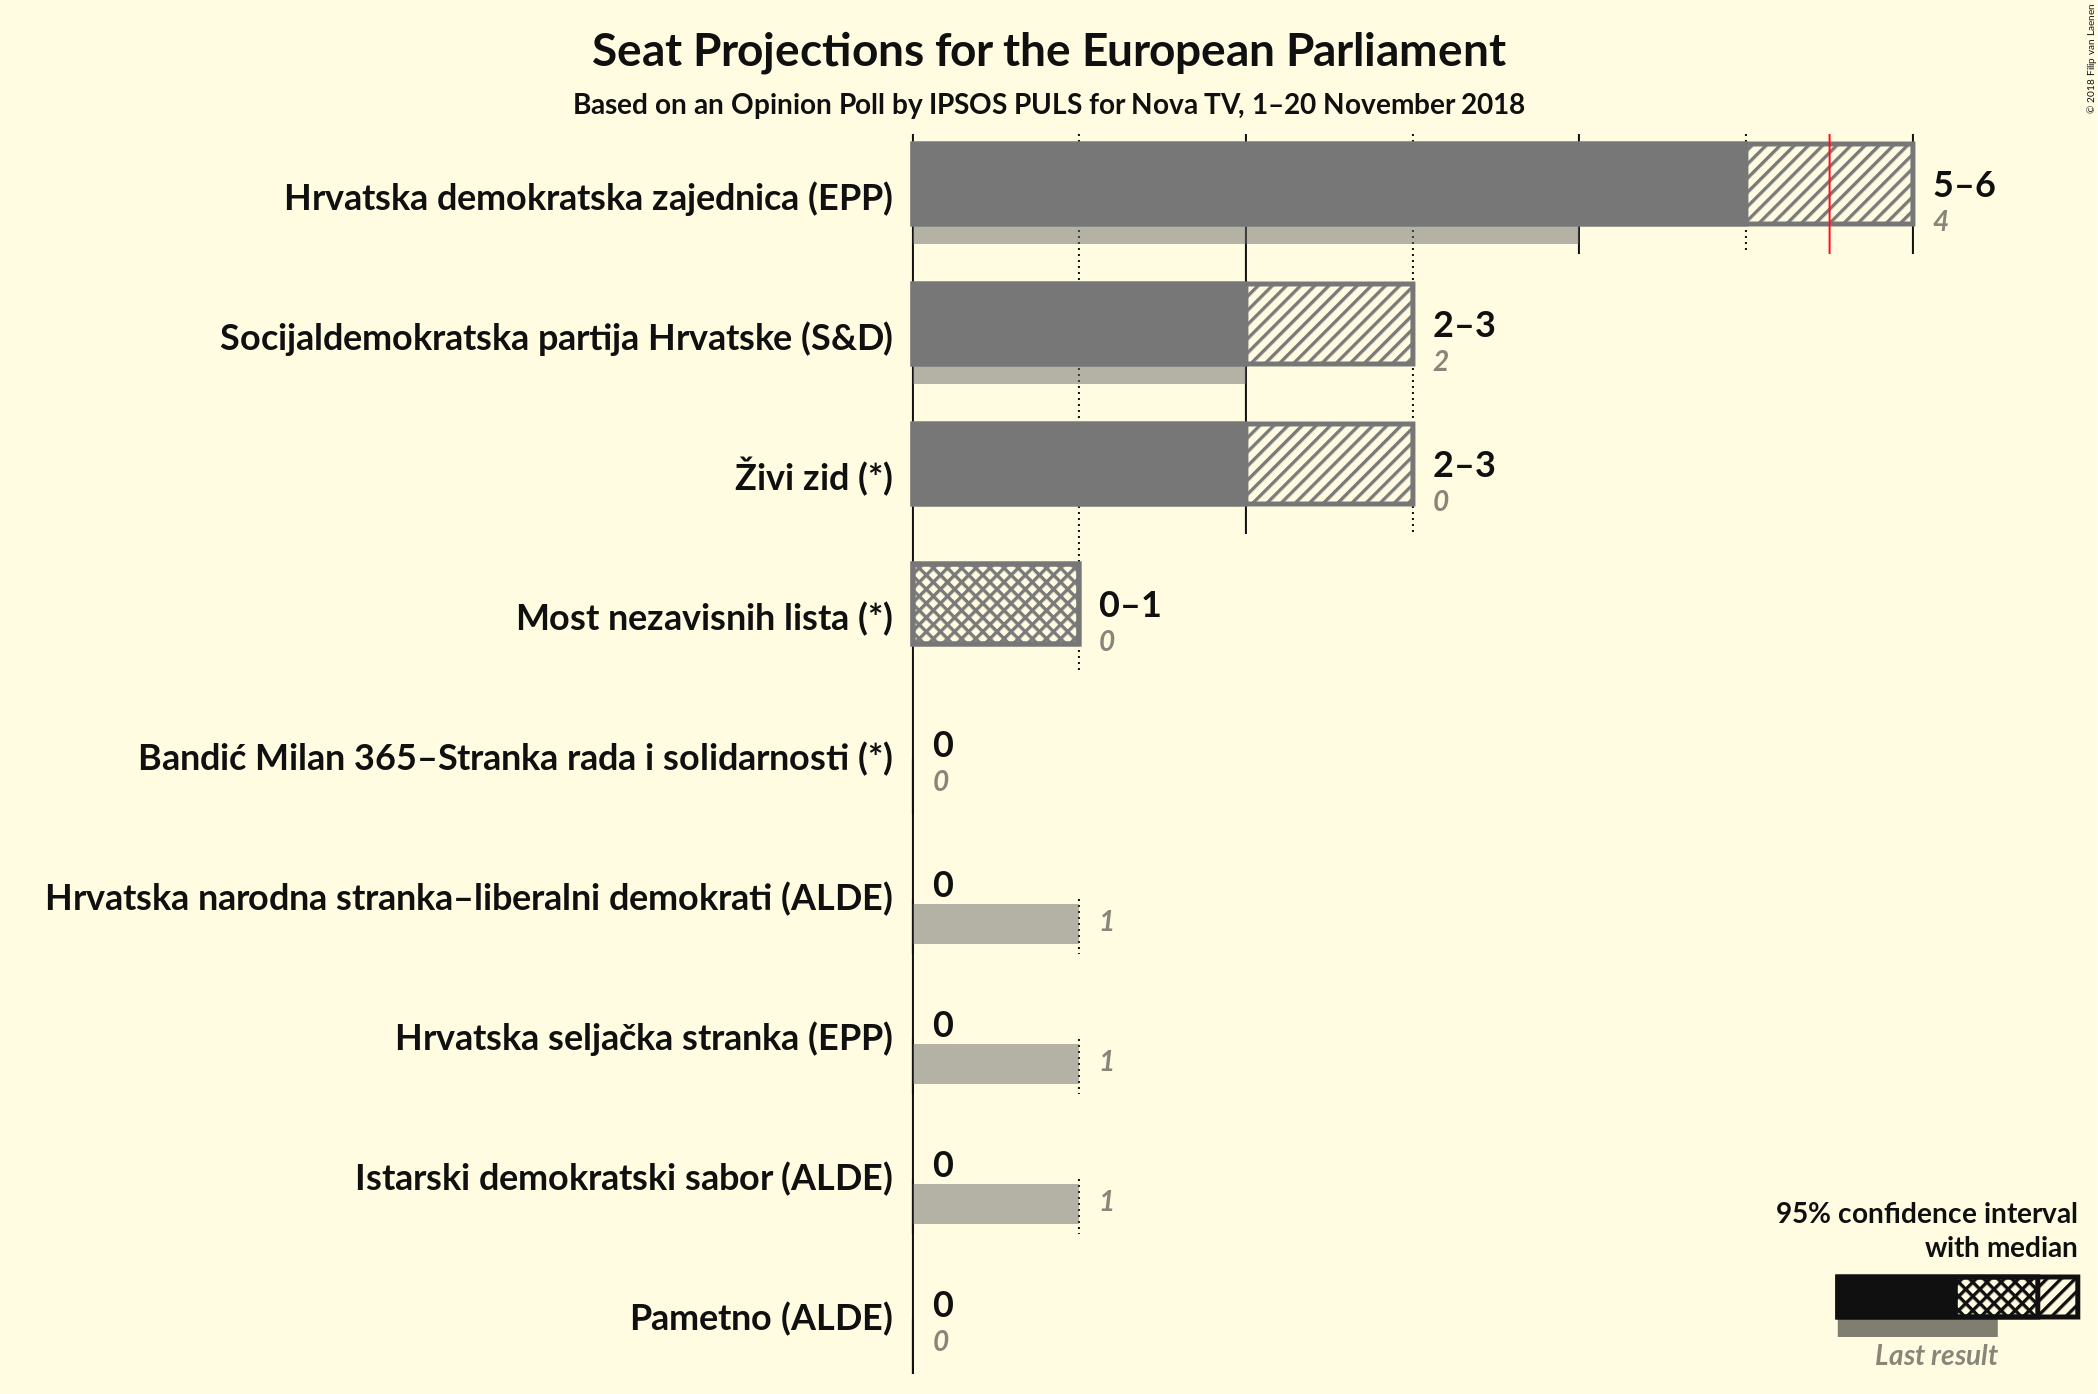 Seat Projections for the European Parliament
Based on an Opinion Poll by IPSOS PULS for Nova TV, 1–20 November 2018
© 2018 Filip van Laenen
Hrvatska demokratska zajednica (EPP)
5–6
4
Socijaldemokratska partija Hrvatske (S&D)
2–3
2
Živi zid (*)
2–3
0
Most nezavisnih lista (*)
0–1
0
Bandić Milan 365–Stranka rada i solidarnosti (*)
0
0
Hrvatska narodna stranka–liberalni demokrati (ALDE)
0
1
Hrvatska seljačka stranka (EPP)
0
1
Istarski demokratski sabor (ALDE)
0
1
Pametno (ALDE)
0
0
95% confidence interval
with median
Last result